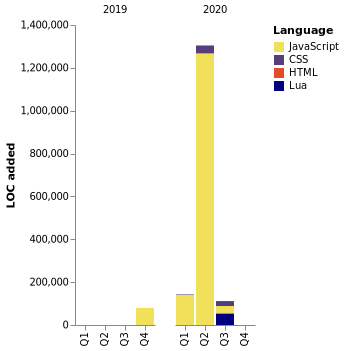 2019
2020
Language
JavaScript
CSS
HTML
Lua
LOC added
1,400,000
1,200,000
1,000,000
800,000
600,000
400,000
200,000
0
Q1
Q2
Q3
Q4
Q1
Q2
Q3
Q4